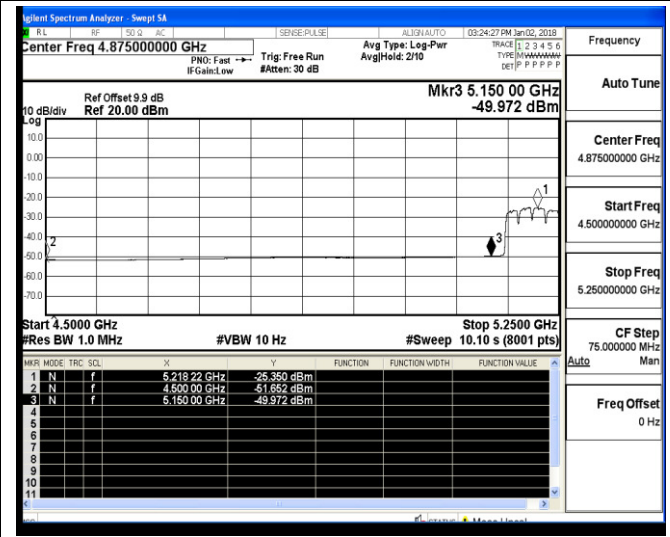 Agilent Spectrum Analyzer - Swept SA
RL RF 50 Ω AC SENSE:PULSE ALIGN AUTO 03:24:27 PM Jan 02, 2018
Center Freq 4.875000000 GHz
PNO: Fast
IFGain:Low
Trig: Free Run
#Atten: 30 dB
Avg Type: Log-Pwr
Avg|Hold: 2/10
TRACE 1 2 3 4 5 6
TYPE MWWWWW
DET P P P P P P
Ref Offset 9.9 dB
10 dB/div Ref 20.00 dBm
Mkr3 5.150 00 GHz
-49.972 dBm
Log
10.0
0.00
-10.0
-20.0
-30.0
-40.0
-50.0
-60.0
-70.0
1
2
3
Start 4.5000 GHz
Stop 5.2500 GHz
#Res BW 1.0 MHz #VBW 10 Hz #Sweep 10.10 s (8001 pts)
MKR MODE TRC SCL X Y FUNCTION FUNCTION WIDTH FUNCTION VALUE
1 N f 5.218 22 GHz -25.350 dBm
2 N f 4.500 00 GHz -51.652 dBm
3 N f 5.150 00 GHz -49.972 dBm
4
5
6
7
8
9
10
11
STATUS
Frequency
Auto Tune
Center Freq
4.875000000 GHz
Start Freq
4.500000000 GHz
Stop Freq
5.250000000 GHz
CF Step
75.000000 MHz
Auto Man
Freq Offset
0 Hz